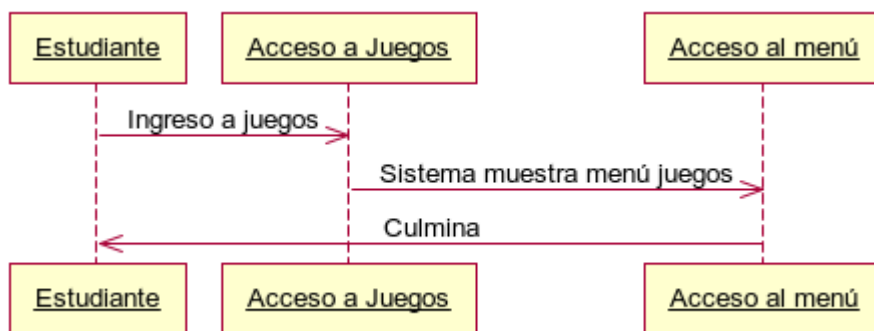 Estudiante
Acceso a Juegos
Acceso al menú
Ingreso a juegos
Sistema muestra menú juegos
Culmina
Estudiante
Acceso a Juegos
Acceso al menú